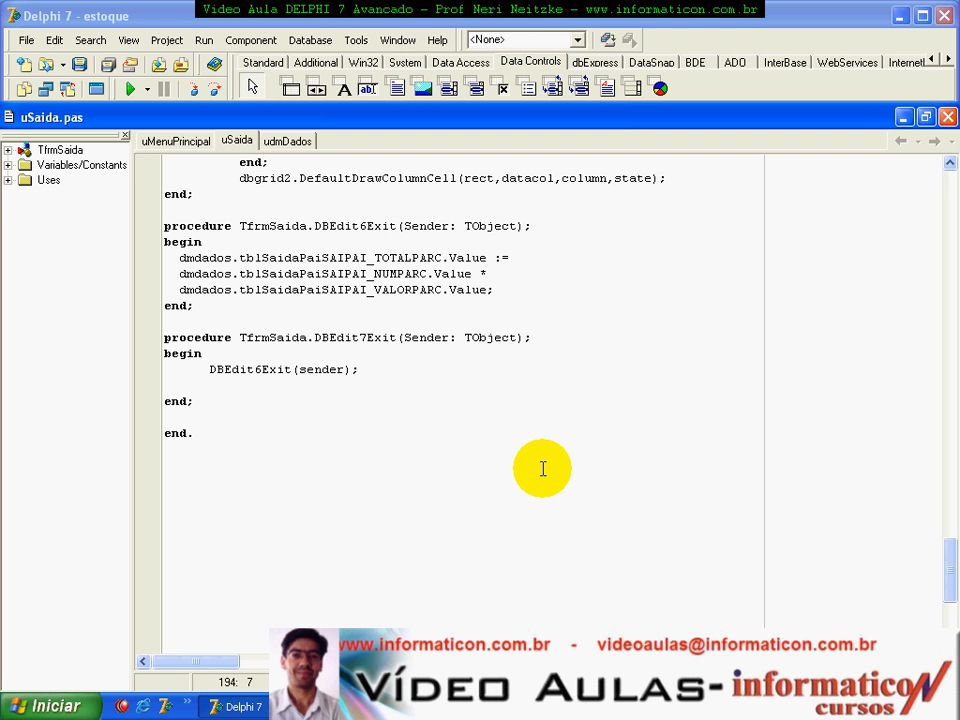 Video Aula DELPHI 7 Avancado - Prof Neri Neitzke - www.informaticon.com.br
Delphi 7 - estoque
File Edit Search View Project Run Component Database Tools Window Help <None>
Standard Additional Win32 System Data Access Data Controls dbExpress DataSnap BDE ADO InterBase WebServices Internet
uSaida.pas
TfrmSaida
Variables/Constants
Uses
uMenuPrincipal uSaida udmDados
end;
dbgrid2.DefaultDrawColumnCell(rect,datacol,column,state);
end;
procedure TfrmSaida.DBEdit6Exit(Sender: TObject);
begin
dmdados.tblSaidaPaiSAIPAI_TOTALPARC.Value :=
dmdados.tblSaidaPaiSAIPAI_NUMPARC.Value *
dmdados.tblSaidaPaiSAIPAI_VALORPARC.Value;
end;
procedure TfrmSaida.DBEdit7Exit(Sender: TObject);
begin
DBEdit6Exit(sender);
end;
end.
194: 7
www.informaticon.com.br - videoaulas@informaticon.com.br
VÍDEO AULAS- informaticoN
cursos
Iniciar » Delphi 7